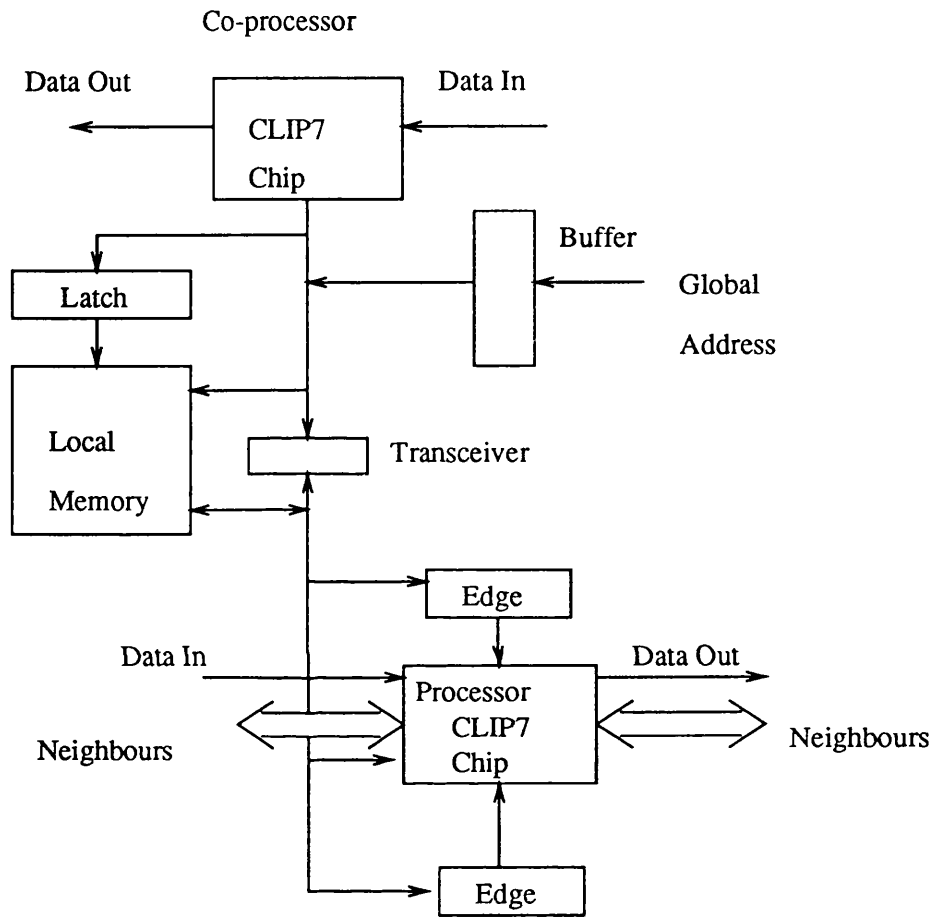 Co-processor
Data Out
Data In
CLIP7
Chip
Buffer
Latch
Global
Address
Local
Memory
Transceiver
Edge
Data In
Data Out
Processor
CLIP7
Chip
Neighbours
Neighbours
Edge